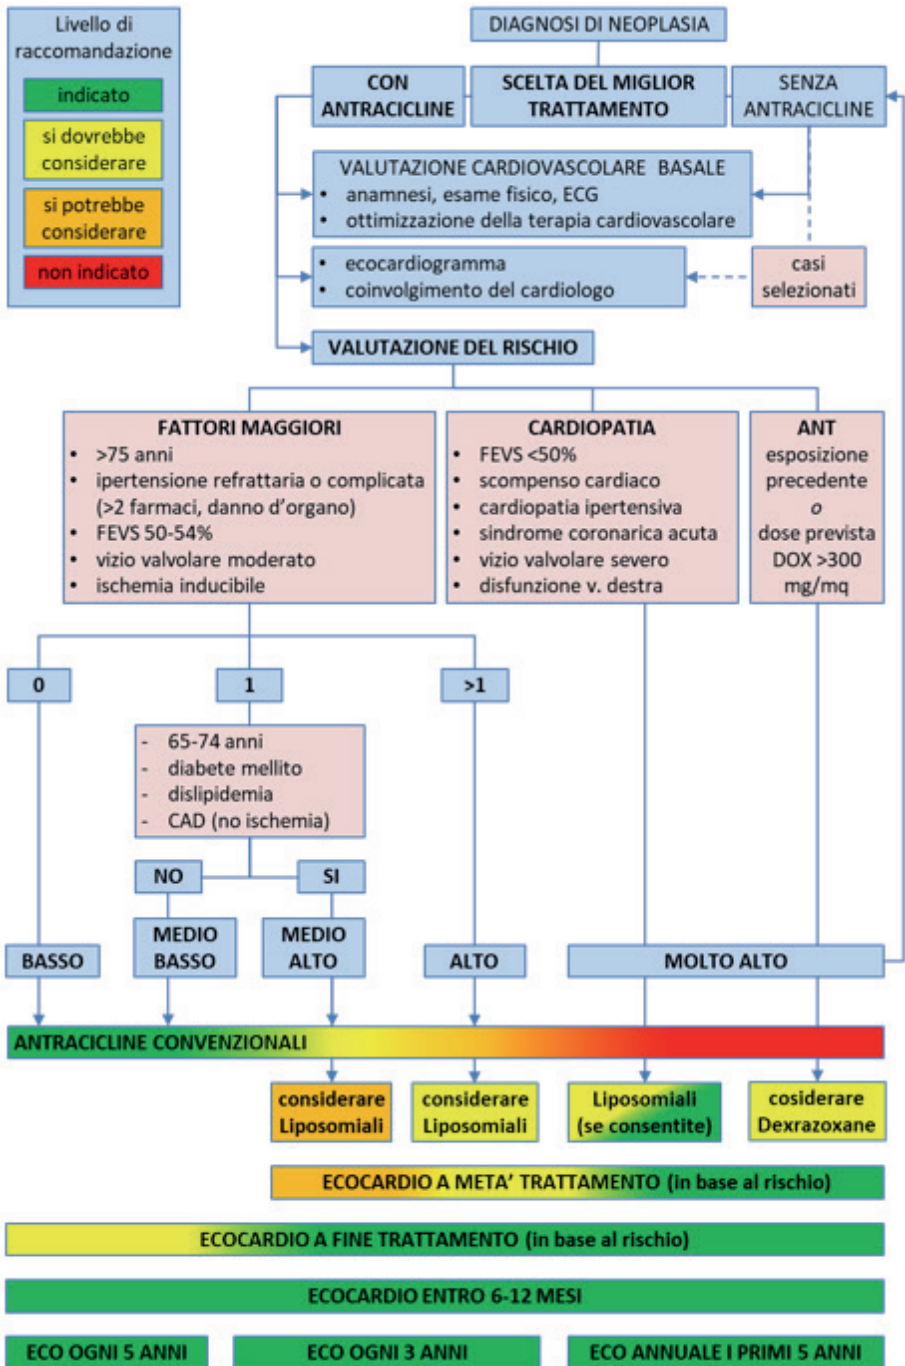 Livello di
raccomandazione
indicato
si dovrebbe
considerare
si potrebbe
considerare
non indicato
DIAGNOSI DI NEOPLASIA
CON
ANTRACICLINE
SCELTA DEL MIGLIOR
TRATTAMENTO
SENZA
ANTRACICLINE
VALUTAZIONE CARDIOVASCOLARE BASALE
• anamnesi, esame fisico, ECG
• ottimizzazione della terapia cardiovascolare
• ecocardiogramma
• coinvolgimento del cardiologo
casi
selezionati
VALUTAZIONE DEL RISCHIO
FATTORI MAGGIORI
• >75 anni
• ipertensione refrattaria o complicata
(>2 farmaci, danno d'organo)
• FEVS 50-54%
• vizio valvolare moderato
• ischemia inducibile
CARDIOPATIA
• FEVS <50%
• scompenso cardiaco
• cardiopatia ipertensiva
• sindrome coronarica acuta
• vizio valvolare severo
• disfunzione v. destra
ANT
esposizione
precedente
o
dose prevista
DOX >300
mg/mq
0
1
>1
- 65-74 anni
- diabete mellito
- dislipidemia
- CAD (no ischemia)
NO
SI
BASSO
MEDIO
BASSO
MEDIO
ALTO
ALTO
MOLTO ALTO
ANTRACICLINE CONVENZIONALI
considerare
Liposomiali
considerare
Liposomiali
Liposomiali
(se consentite)
cosiderare
Dexrazoxane
ECOCARDIO A META' TRATTAMENTO (in base al rischio)
ECOCARDIO A FINE TRATTAMENTO (in base al rischio)
ECOCARDIO ENTRO 6-12 MESI
ECO OGNI 5 ANNI
ECO OGNI 3 ANNI
ECO ANNUALE I PRIMI 5 ANNI